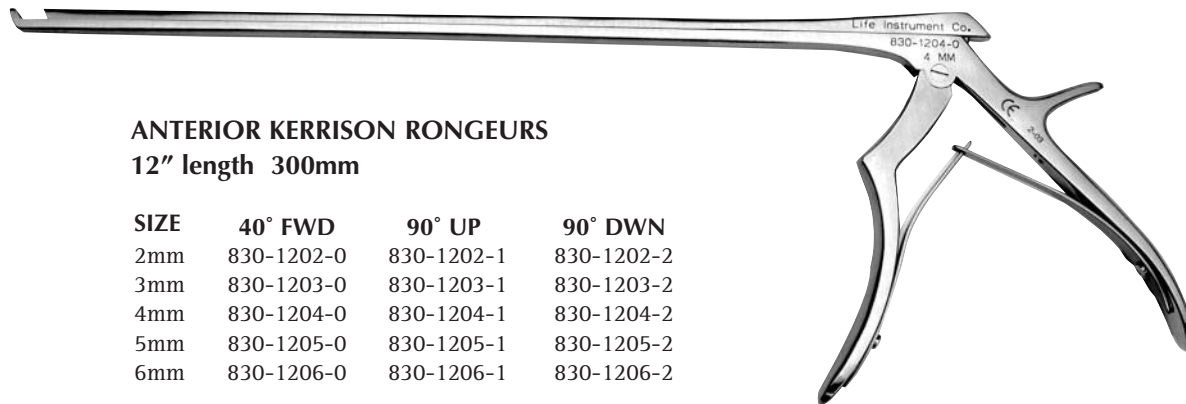 Life Instrument Co.
830-1204-0
4 MM
CE
2-03
ANTERIOR KERRISON RONGEURS
12” length 300mm
SIZE 40° FWD 90° UP 90° DWN
2mm 830-1202-0 830-1202-1 830-1202-2
3mm 830-1203-0 830-1203-1 830-1203-2
4mm 830-1204-0 830-1204-1 830-1204-2
5mm 830-1205-0 830-1205-1 830-1205-2
6mm 830-1206-0 830-1206-1 830-1206-2